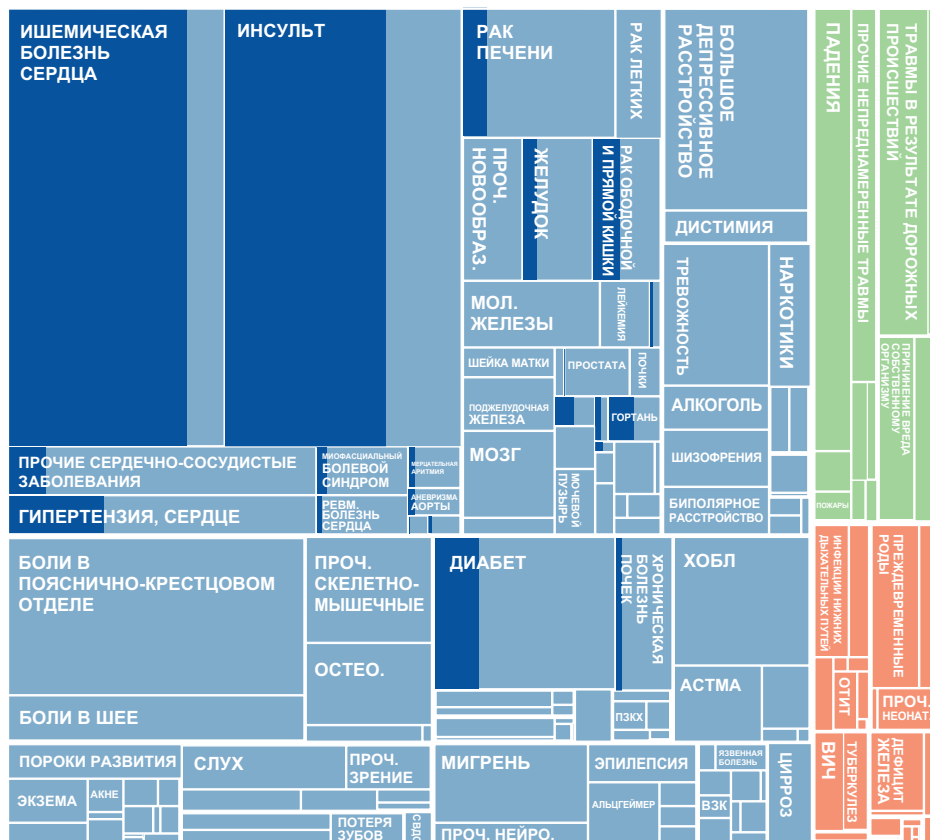 ИШЕМИЧЕСКАЯ
БОЛЕЗНЬ
СЕРДЦА
ИНСУЛЬТ
РАК
ПЕЧЕНИ
РАК ЛЕГКИХ
ПРОЧ.
НОВООБРАЗ.
ЖЕЛУДОК
РАК ОБОДОЧНОЙ
И ПРЯМОЙ КИШКИ
МОЛ.
ЖЕЛЕЗЫ
ЛЕЙКЕМИЯ
ШЕЙКА МАТКИ
ПРОСТАТА
ПОЧКИ
ПОДЖЕЛУДОЧНАЯ
ЖЕЛЕЗА
ГОРТАНЬ
МОЗГ
МОЧЕВОЙ
ПУЗЫРЬ
ПРОЧИЕ СЕРДЕЧНО-СОСУДИСТЫЕ
ЗАБОЛЕВАНИЯ
МИОФАСЦИАЛЬНЫЙ
БОЛЕВОЙ
СИНДРОМ
МЕРЦАТЕЛЬНАЯ
АРИТМИЯ
ГИПЕРТЕНЗИЯ, СЕРДЦЕ
РЕВМ.
БОЛЕЗНЬ
СЕРДЦА
АНЕВРИЗМА
АОРТЫ
БОЛЬШОЕ
ДЕПРЕССИВНОЕ
РАССТРОЙСТВО
ДИСТИМИЯ
ТРЕВОЖНОСТЬ
НАРКОТИКИ
АЛКОГОЛЬ
ШИЗОФРЕНИЯ
БИПОЛЯРНОЕ
РАССТРОЙСТВО
ПАДЕНИЯ
ПРОЧИЕ НЕПРЕДНАМЕРЕННЫЕ ТРАВМЫ
ТРАВМЫ В РЕЗУЛЬТАТЕ ДОРОЖНЫХ
ПРОИСШЕСТВИЙ
ПРИЧИНЕНИЕ ВРЕДА
СОБСТВЕННОМУ
ОРГАНИЗМУ
ПОЖАРЫ
БОЛИ В
ПОЯСНИЧНО-КРЕСТЦОВОМ
ОТДЕЛЕ
ПРОЧ.
СКЕЛЕТНО-
МЫШЕЧНЫЕ
ОСТЕО.
БОЛИ В ШЕЕ
ДИАБЕТ
ХРОНИЧЕСКАЯ
БОЛЕЗНЬ
ПОЧЕК
ПЗКХ
ХОБЛ
АСТМА
ИНФЕКЦИИ НИЖНИХ
ДЫХАТЕЛЬНЫХ ПУТЕЙ
ПРЕЖДЕВРЕМЕННЫЕ
РОДЫ
ОТИТ
ПРОЧ.
НЕОНАТ.
ПОРОКИ РАЗВИТИЯ
СЛУХ
ПРОЧ.
ЗРЕНИЕ
ЭКЗЕМА
АКНЕ
ПОТЕРЯ
ЗУБОВ
СВДС
МИГРЕНЬ
ЭПИЛЕПСИЯ
АЛЬЦГЕЙМЕР
ПРОЧ. НЕЙРО.
ЯЗВЕННАЯ
БОЛЕЗНЬ
ВЗК
ЦИРРОЗ
ВИЧ
ТУБЕРКУЛЕЗ
ДЕФИЦИТ
ЖЕЛЕЗА